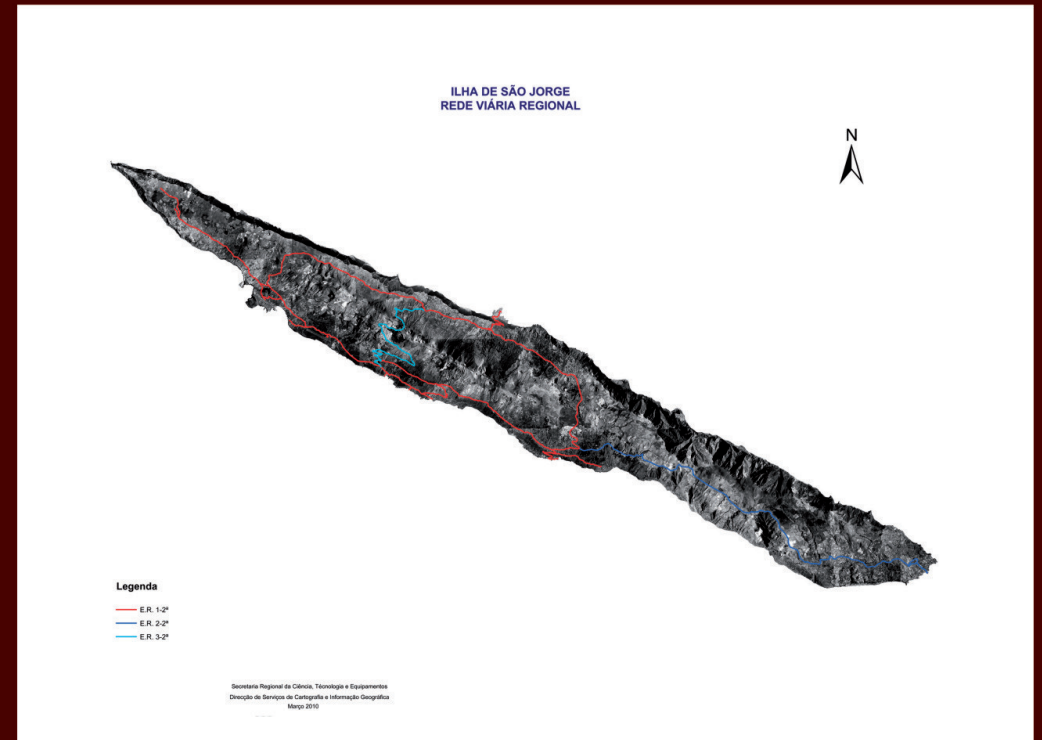 ILHA DE SÃO JORGE
REDE VIÁRIA REGIONAL
N
Legenda
E.R. 1-2ª
E.R. 2-2ª
E.R. 3-2ª
Secretaria Regional da Ciência, Técnologia e Equipamentos
Direcção de Serviços de Cartografia e Informação Geográfica
Março 2010